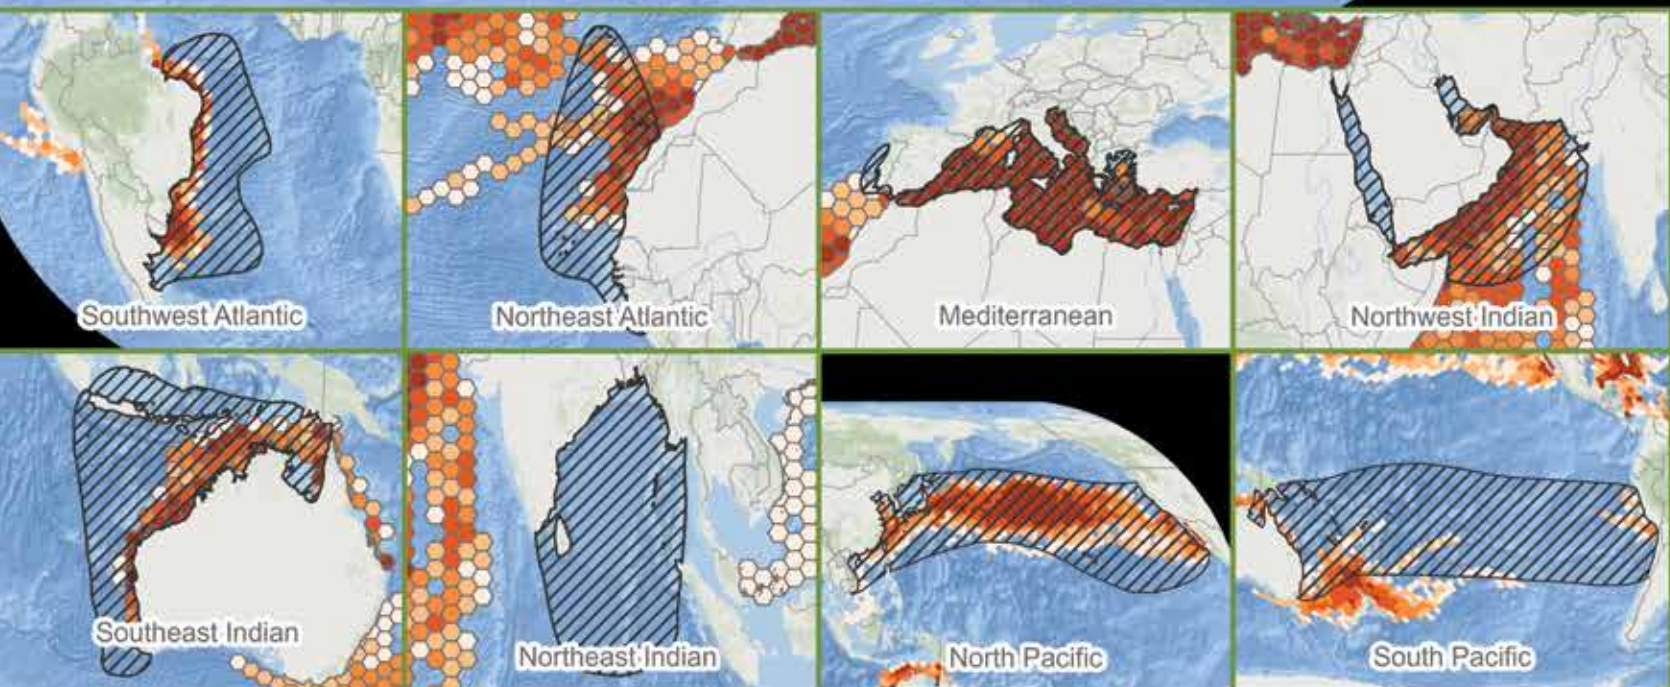 Southwest Atlantic
Northeast Atlantic
Mediterranean
Northwest Indian
Southeast Indian
Northeast Indian
North Pacific
South Pacific